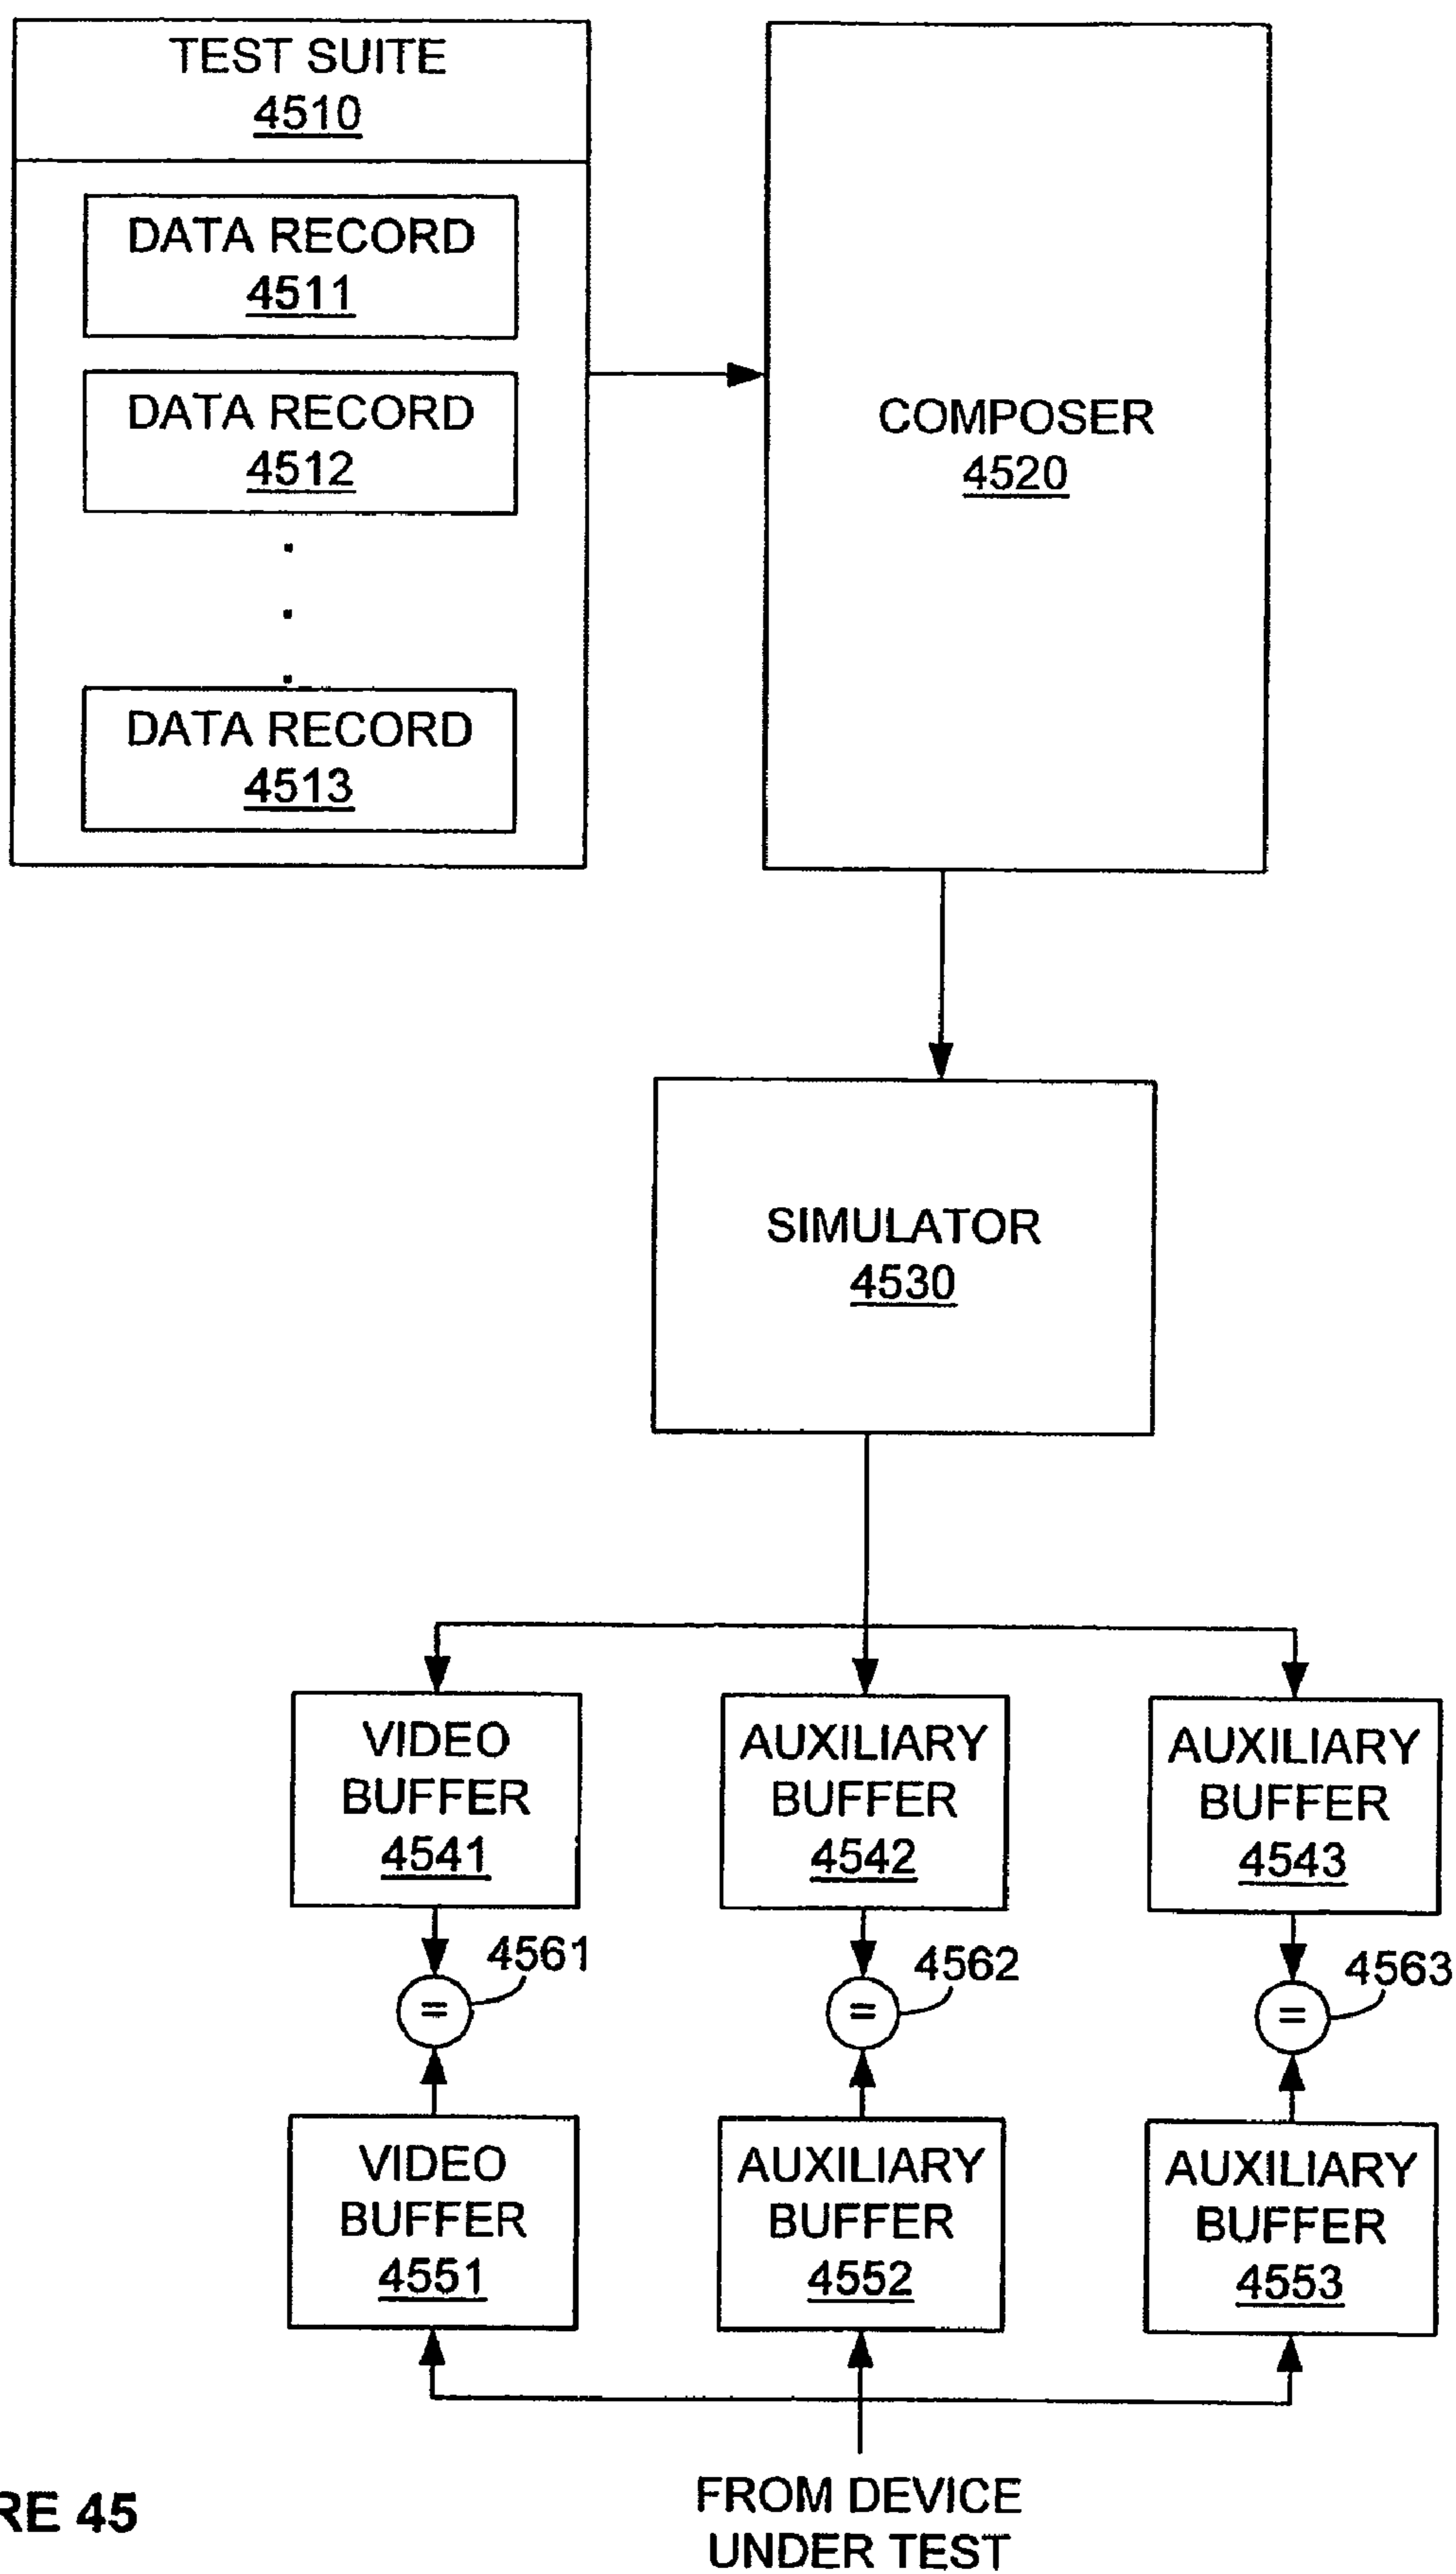 TEST SUITE
4510
DATA RECORD
4511
DATA RECORD
4512
.
.
.
DATA RECORD
4513
COMPOSER
4520
SIMULATOR
4530
VIDEO
BUFFER
4541
AUXILIARY
BUFFER
4542
AUXILIARY
BUFFER
4543
=
4561
=
4562
=
4563
VIDEO
BUFFER
4551
AUXILIARY
BUFFER
4552
AUXILIARY
BUFFER
4553
FROM DEVICE
UNDER TEST
RE 45